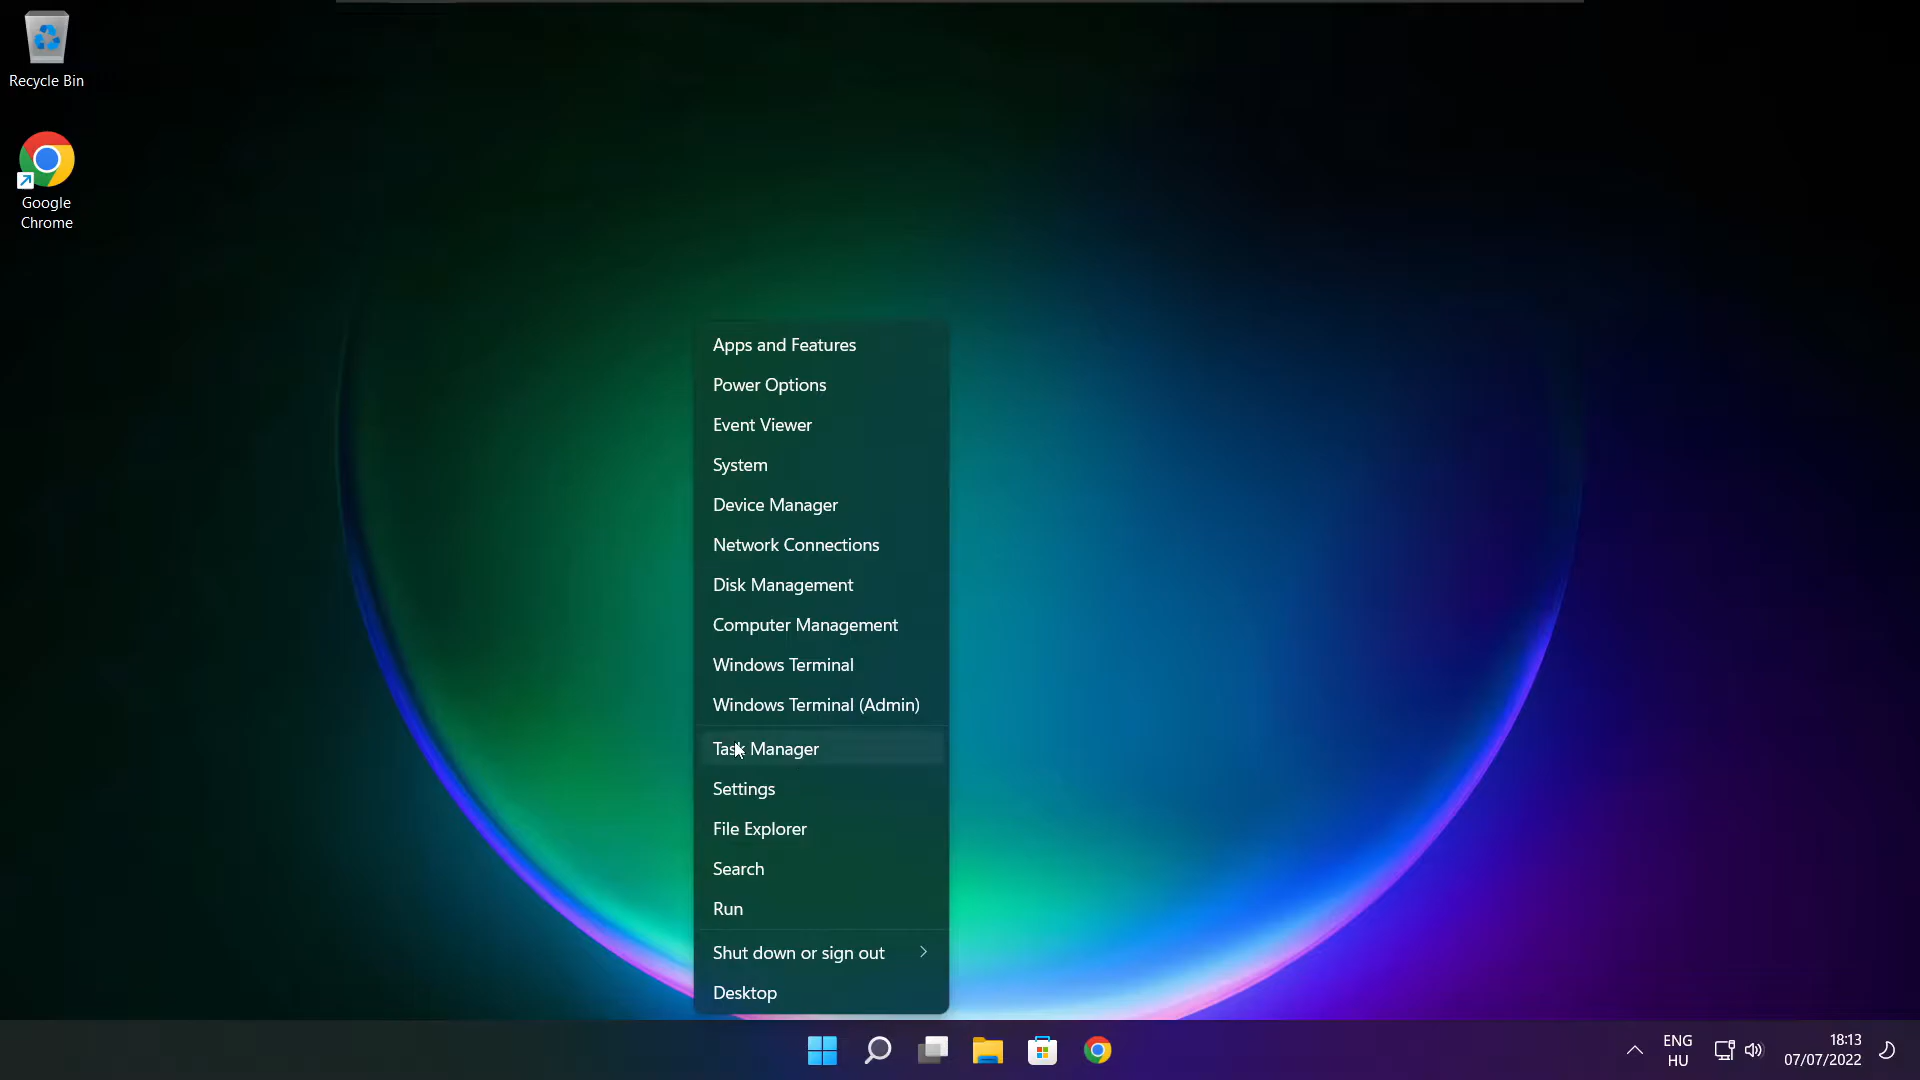 Recycle Bin
Google
Chrome
Apps and Features
Power Options
Event Viewer
System
Device Manager
Network Connections
Disk Management
Computer Management
Windows Terminal
Windows Terminal (Admin)
Task Manager
Settings
File Explorer
Search
Run
Shut down or sign out
Desktop
ENG
HU
18:13
07/07/2022